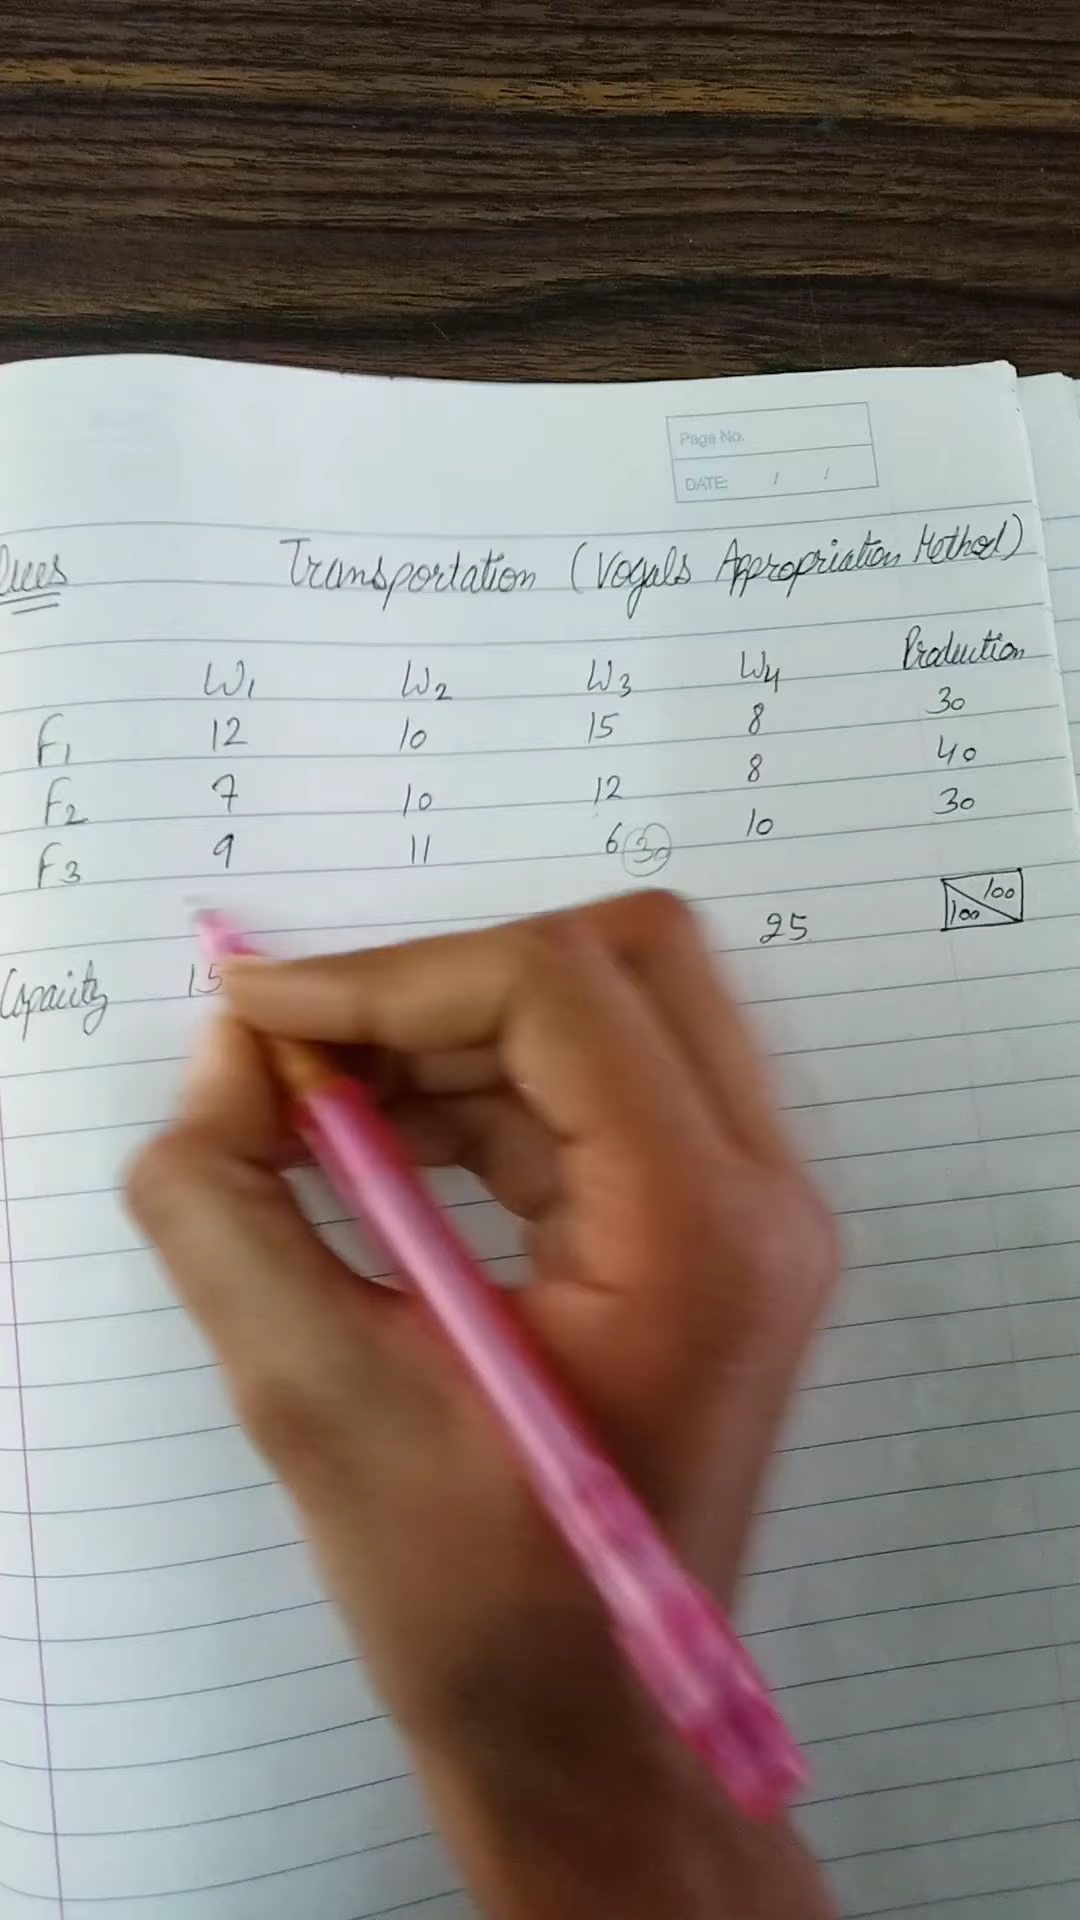 Page No.
DATE: / /
Ques Transportation (Vogals Appropriation Method)
W1 W2 W3 W4 Production
F1 12 10 15 8 30
F2 7 10 12 8 40
F3 9 11 6 30 10 30
Capacity 15 25 100 100